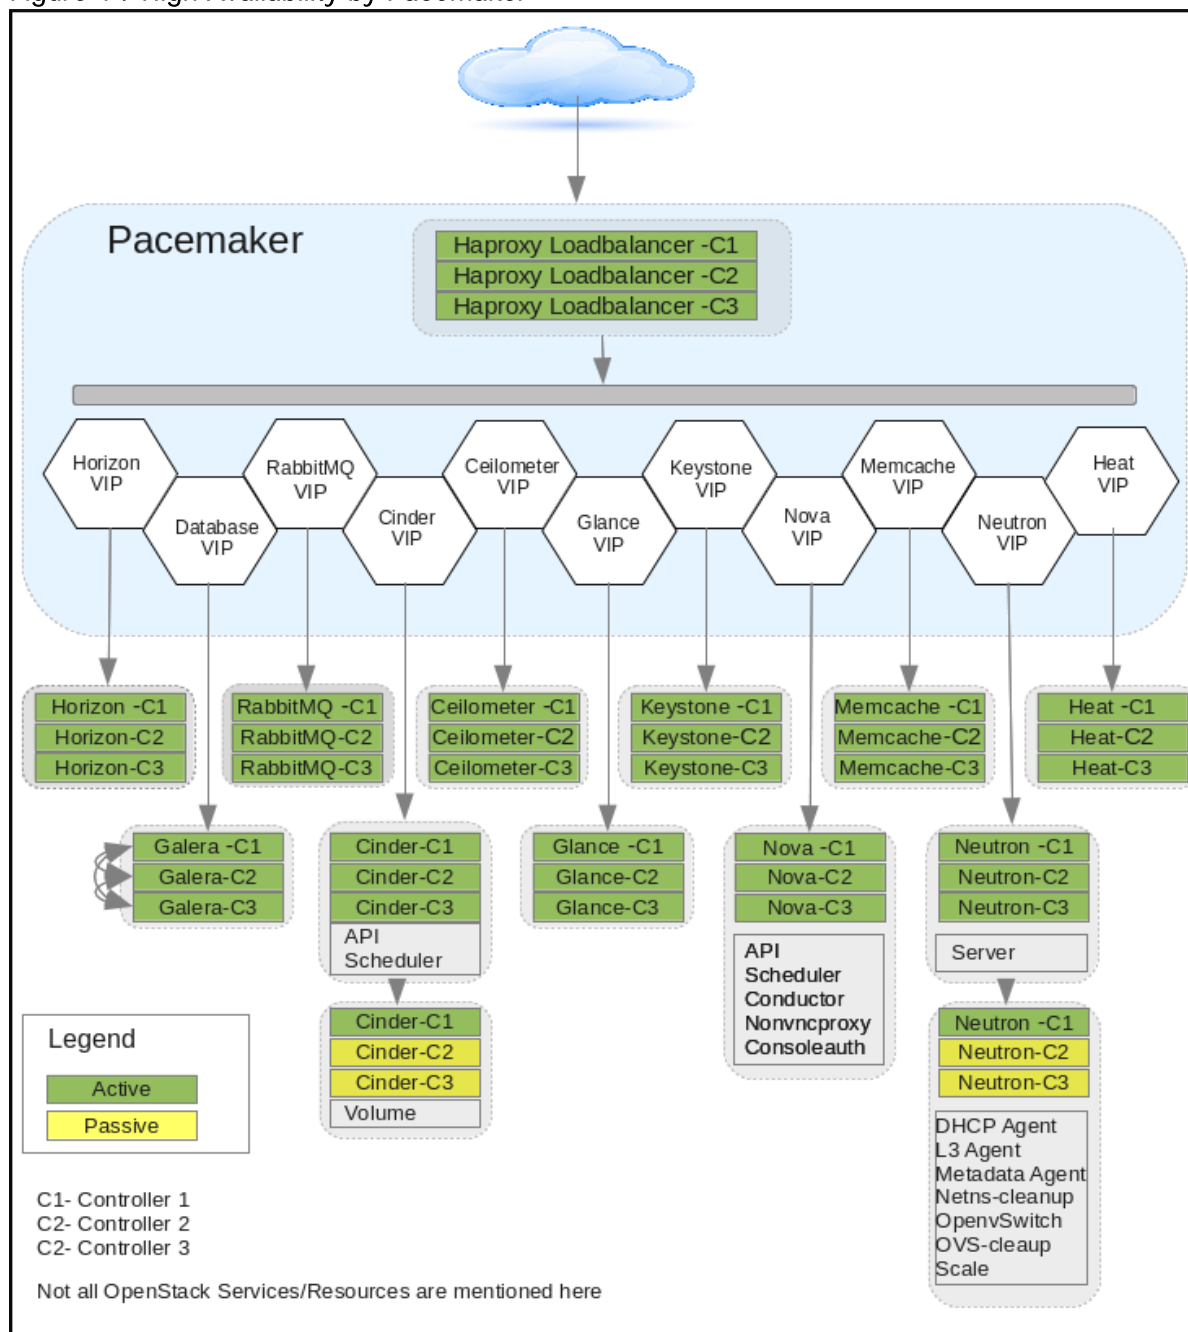 Pacemaker
Haproxy Loadbalancer -C1
Haproxy Loadbalancer -C2
Haproxy Loadbalancer -C3
Horizon
VIP
Database
VIP
RabbitMQ
VIP
Cinder
VIP
Ceilometer
VIP
Glance
VIP
Keystone
VIP
Nova
VIP
Memcache
VIP
Neutron
VIP
Heat
VIP
Horizon -C1
Horizon-C2
Horizon-C3
RabbitMQ -C1
RabbitMQ-C2
RabbitMQ-C3
Ceilometer -C1
Ceilometer-C2
Ceilometer-C3
Keystone -C1
Keystone-C2
Keystone-C3
Memcache -C1
Memcache-C2
Memcache-C3
Heat -C1
Heat-C2
Heat-C3
Galera -C1
Galera-C2
Galera-C3
Cinder-C1
Cinder-C2
Cinder-C3
API
Scheduler
Cinder-C1
Cinder-C2
Cinder-C3
Volume
Glance -C1
Glance-C2
Glance-C3
Nova -C1
Nova-C2
Nova-C3
API
Scheduler
Conductor
Nonvncproxy
Consoleauth
Neutron -C1
Neutron-C2
Neutron-C3
Server
Neutron -C1
Neutron-C2
Neutron-C3
DHCP Agent
L3 Agent
Metadata Agent
Netns-cleanup
OpenvSwitch
OVS-cleaup
Scale
Legend
Active
Passive
C1- Controller 1
C2- Controller 2
C2- Controller 3
Not all OpenStack Services/Resources are mentioned here